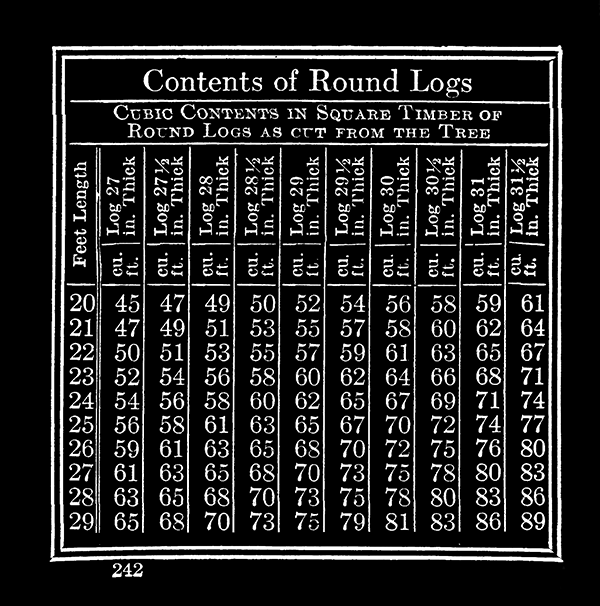 Contents of Round Logs
CUBIC CONTENTS IN SQUARE TIMBER OF
ROUND LOGS AS CUT FROM THE TREE
Feet Length | Log 27 in. Thick | Log 27½ in. Thick | Log 28 in. Thick | Log 28½ in. Thick | Log 29 in. Thick | Log 29½ in. Thick | Log 30 in. Thick | Log 30½ in. Thick | Log 31 in. Thick | Log 31½ in. Thick
cu. ft. | cu. ft. | cu. ft. | cu. ft. | cu. ft. | cu. ft. | cu. ft. | cu. ft. | cu. ft. | cu. ft.
20 45 47 49 50 52 54 56 58 59 61
21 47 49 51 53 55 57 58 60 62 64
22 50 51 53 55 57 59 61 63 65 67
23 52 54 56 58 60 62 64 66 68 71
24 54 56 58 60 62 65 67 69 71 74
25 56 58 61 63 65 67 70 72 74 77
26 59 61 63 65 68 70 72 75 76 80
27 61 63 65 68 70 73 75 78 80 83
28 63 65 68 70 73 75 78 80 83 86
29 65 68 70 73 75 79 81 83 86 89
242